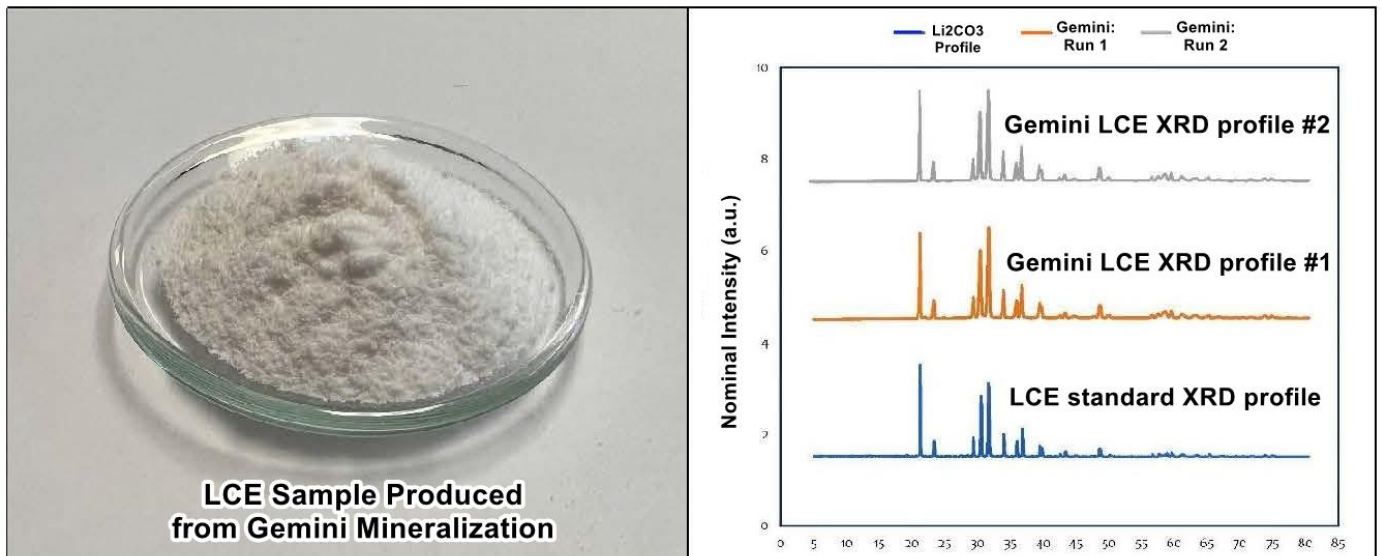 LCE Sample Produced
from Gemini Mineralization
Li2CO3
Profile
Gemini:
Run 1
Gemini:
Run 2
Nominal Intensity (a.u.)
10
8
6
4
2
0
Gemini LCE XRD profile #2
Gemini LCE XRD profile #1
LCE standard XRD profile
0 5 10 15 20 25 30 35 40 45 50 55 60 65 70 75 80 85